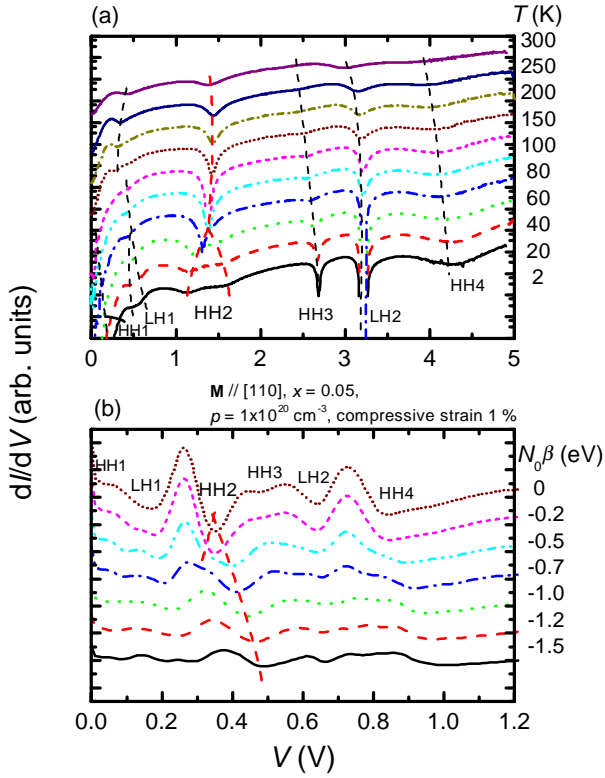 (a)
T (K)
300
250
200
150
100
80
60
40
20
2
HH1
LH1
HH2
HH3
LH2
HH4
0 1 2 3 4 5
dI/dV (arb. units)
M // [110], x = 0.05,
p = 1x10²⁰ cm⁻³, compressive strain 1 %
(b)
N₀β (eV)
HH1
LH1
HH2
HH3
LH2
HH4
0
-0.2
-0.5
-0.7
-1.0
-1.2
-1.5
0.0 0.2 0.4 0.6 0.8 1.0 1.2
V (V)